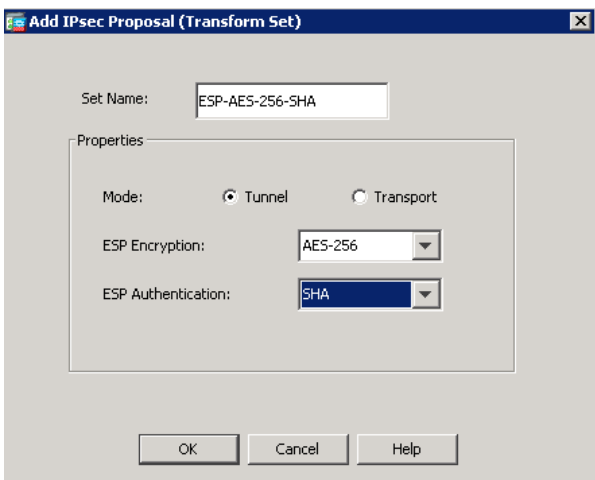 Add IPsec Proposal (Transform Set)
Set Name: ESP-AES-256-SHA
Properties
Mode: Tunnel Transport
ESP Encryption: AES-256
ESP Authentication: SHA
OK Cancel Help